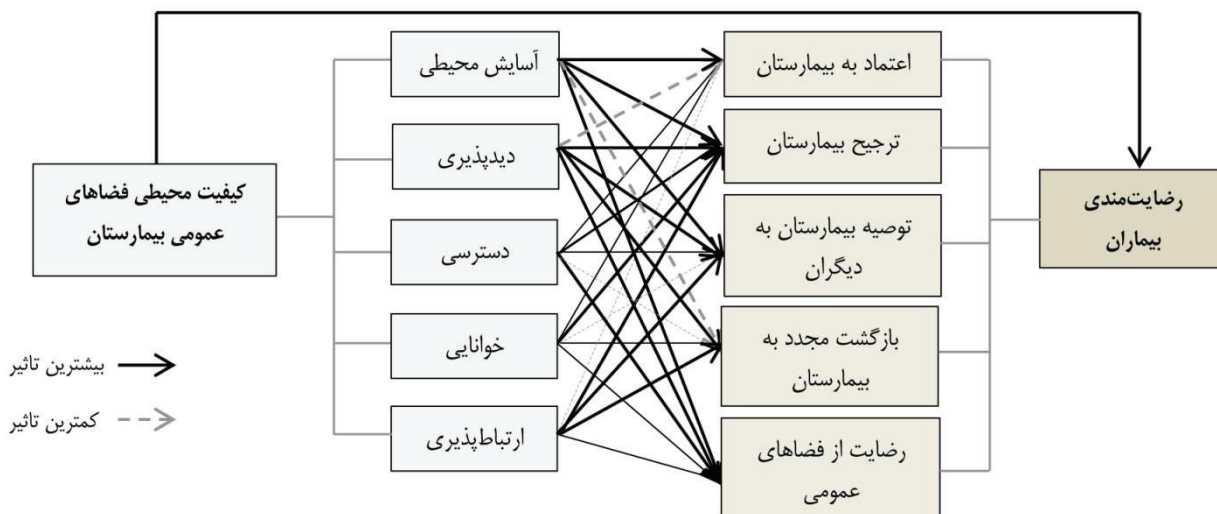 کیفیت محیطی فضاهای
عمومی بیمارستان
آسایش محیطی
دیدپذیری
دسترسی
خوانایی
ارتباط‌پذیری
اعتماد به بیمارستان
ترجیح بیمارستان
توصیه بیمارستان به
دیگران
بازگشت مجدد به
بیمارستان
رضایت از فضاهای
عمومی
رضایت‌مندی
بیماران
بیشترین تاثیر
کمترین تاثیر